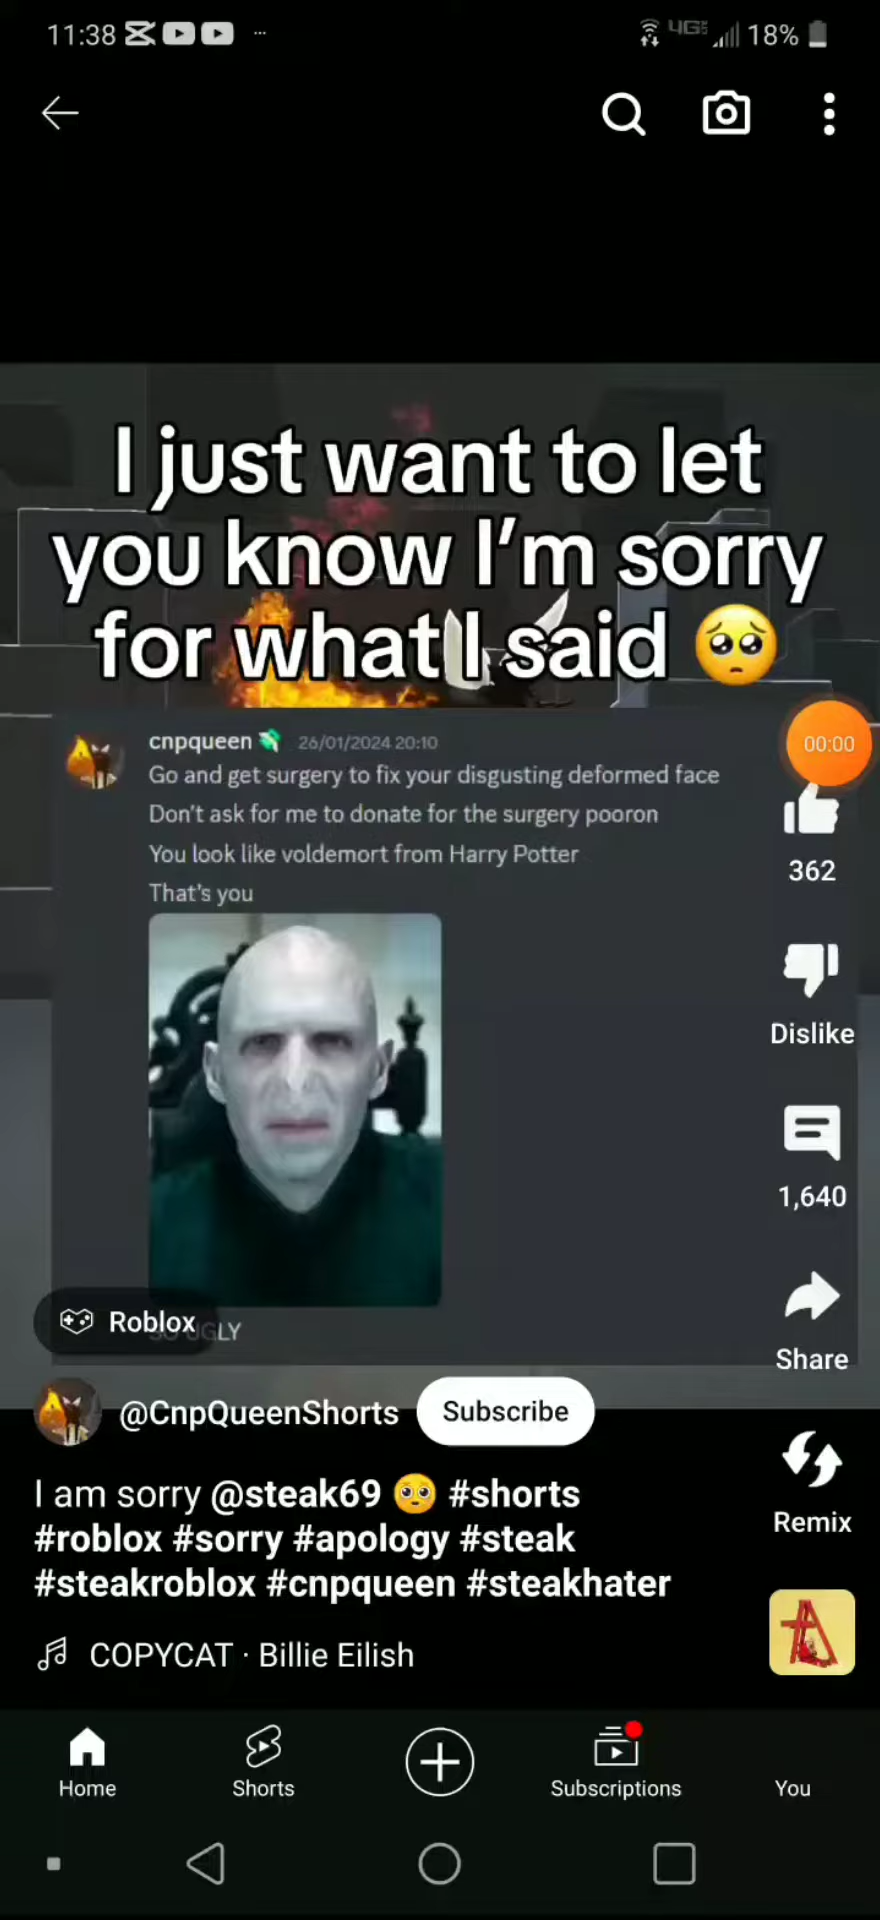 11:38
4G
18%
I just want to let
you know I'm sorry
for what I said 🥺
cnpqueen 26/01/2024 20:10
Go and get surgery to fix your disgusting deformed face
Don't ask for me to donate for the surgery pooron
You look like voldemort from Harry Potter
That's you
00:00
362
Dislike
1,640
Share
SO UGLY
Roblox
@CnpQueenShorts
Subscribe
I am sorry @steak69 🥺 #shorts
#roblox #sorry #apology #steak
#steakroblox #cnpqueen #steakhater
Remix
COPYCAT · Billie Eilish
Home
Shorts
Subscriptions
You